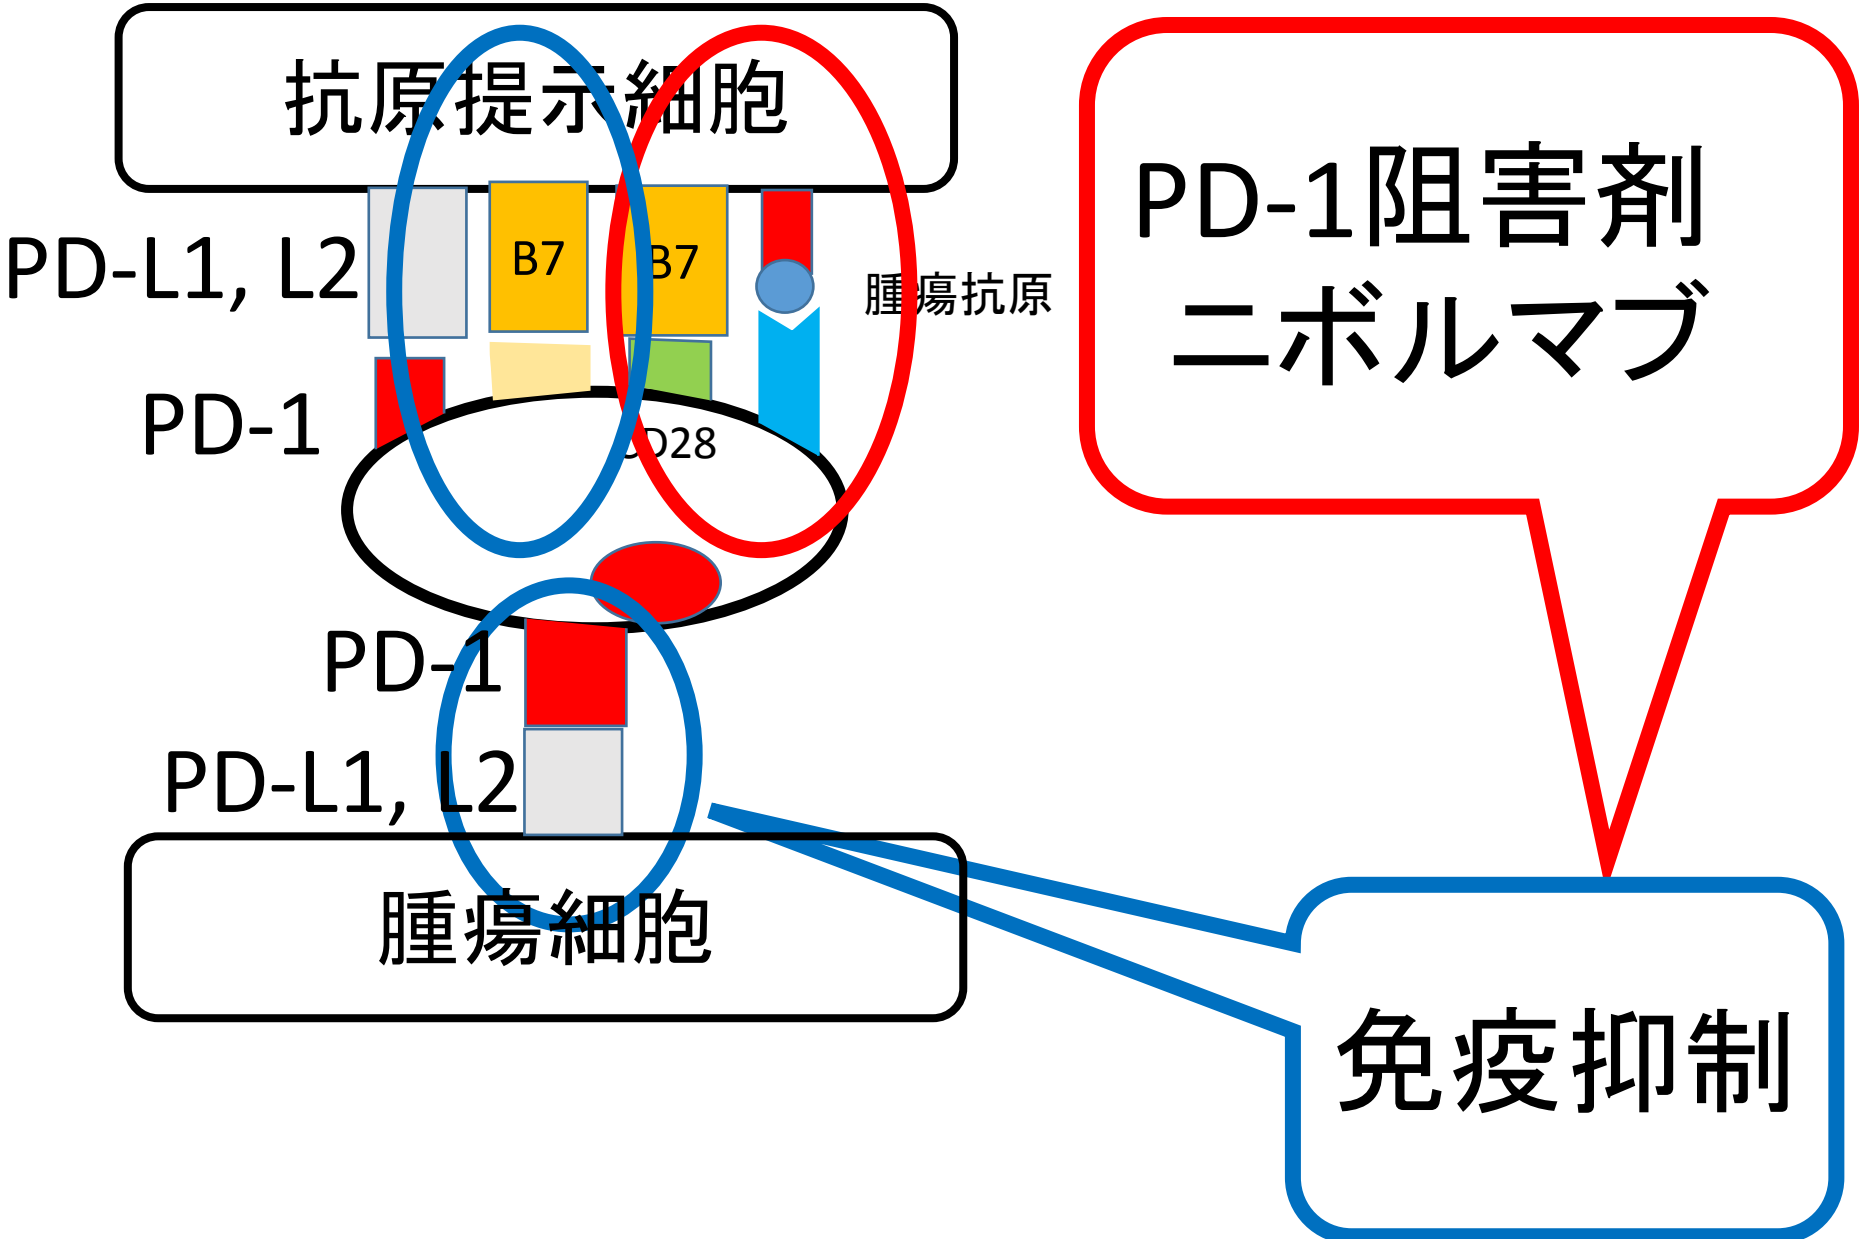 抗原提示細胞
PD-1阻害剤
ニボルマブ
PD-L1, L2
B7
B7
腫瘍抗原
PD-1
CD28
PD-1
PD-L1, L2
腫瘍細胞
免疫抑制